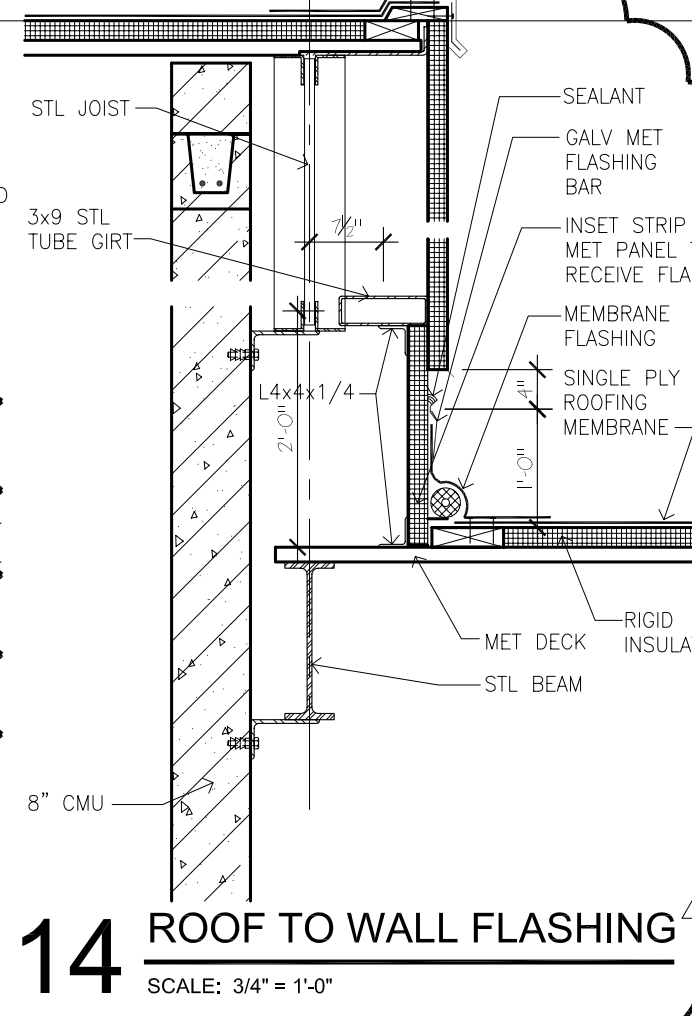 STL JOIST
3x9 STL
TUBE GIRT
7½"
L4x4x1/4
2'-0"
SEALANT
GALV MET
FLASHING
BAR
INSET STRIP
MET PANEL
RECEIVE
MEMBRANE
FLASHING
SINGLE PLY
ROOFING
MEMBRANE
4"
1'-0"
RIGID
MET DECK
STL BEAM
8" CMU
14
ROOF TO WALL FLASHING
SCALE: 3/4" = 1'-0"